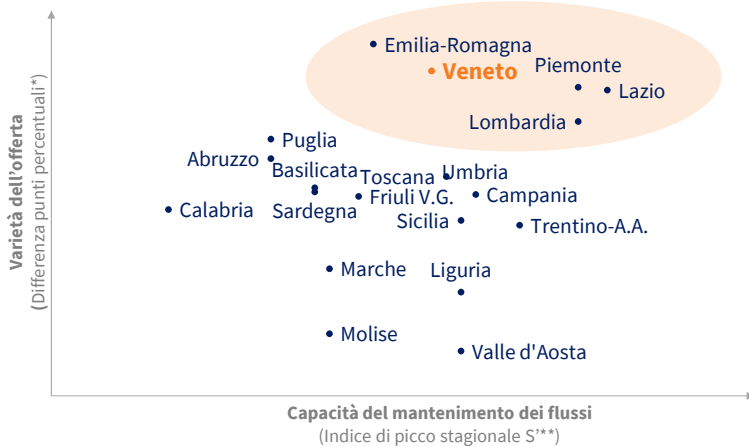 Emilia-Romagna
Veneto
Piemonte
Lazio
Lombardia
Puglia
Abruzzo
Basilicata
Toscana
Umbria
Calabria
Sardegna
Friuli V.G.
Campania
Sicilia
Trentino-A.A.
Marche
Liguria
Molise
Valle d'Aosta
Varietà dell'offerta
(Differenza punti percentuali*)
Capacità del mantenimento dei flussi
(Indice di picco stagionale S'**)